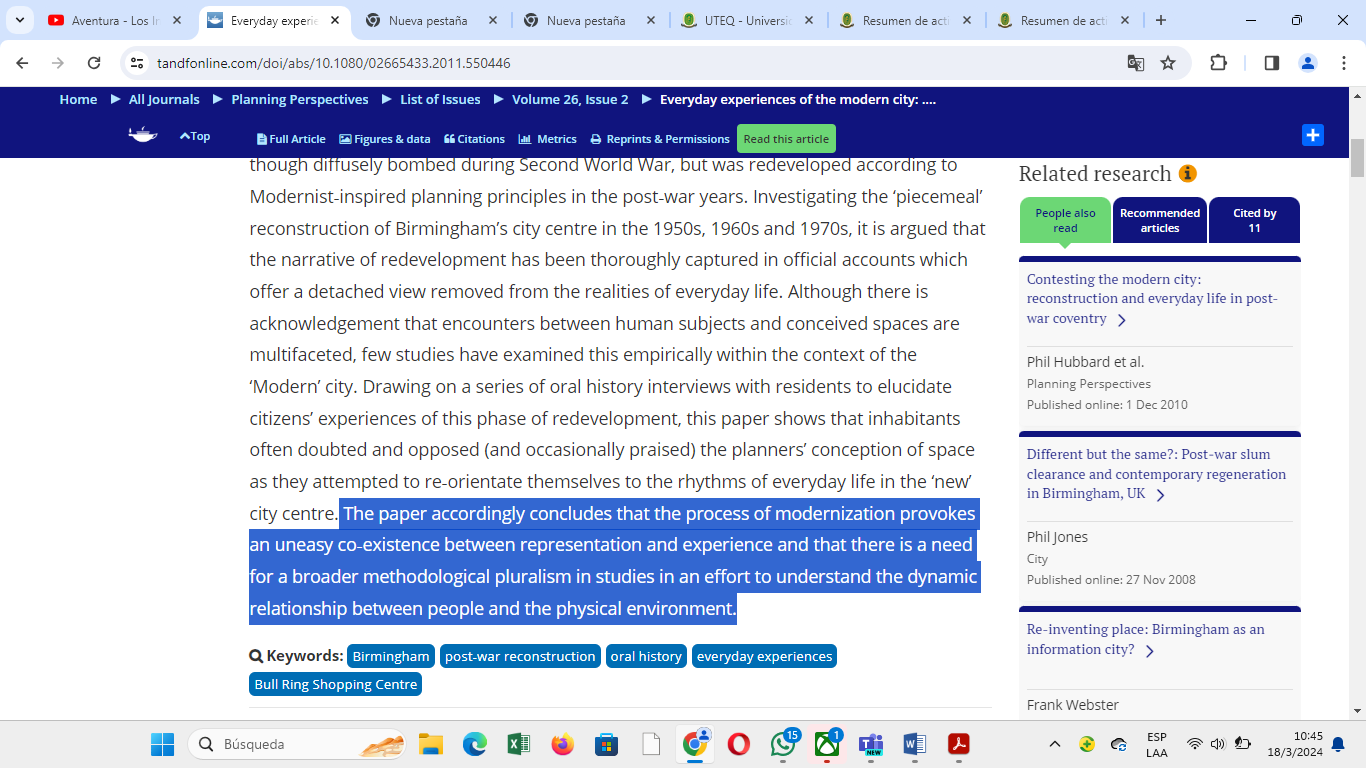 Aventura - Los Ir
Everyday experie
Nueva pestaña
Nueva pestaña
UTEQ - Universid
Resumen de acti
Resumen de acti
tandfonline.com/doi/abs/10.1080/02665433.2011.550446
Home ▶ All Journals ▶ Planning Perspectives ▶ List of Issues ▶ Volume 26, Issue 2 ▶ Everyday experiences of the modern city: ....
Top
Full Article Figures & data Citations Metrics Reprints & Permissions Read this article
though diffusely bombed during Second World War, but was redeveloped according to
Modernist-inspired planning principles in the post-war years. Investigating the ‘piecemeal’
reconstruction of Birmingham’s city centre in the 1950s, 1960s and 1970s, it is argued that
the narrative of redevelopment has been thoroughly captured in official accounts which
offer a detached view removed from the realities of everyday life. Although there is
acknowledgement that encounters between human subjects and conceived spaces are
multifaceted, few studies have examined this empirically within the context of the
‘Modern’ city. Drawing on a series of oral history interviews with residents to elucidate
citizens’ experiences of this phase of redevelopment, this paper shows that inhabitants
often doubted and opposed (and occasionally praised) the planners’ conception of space
as they attempted to re-orientate themselves to the rhythms of everyday life in the ‘new’
city centre. The paper accordingly concludes that the process of modernization provokes
an uneasy co-existence between representation and experience and that there is a need
for a broader methodological pluralism in studies in an effort to understand the dynamic
relationship between people and the physical environment.
Keywords: Birmingham post-war reconstruction oral history everyday experiences
Bull Ring Shopping Centre
Related research
People also
read
Recommended
articles
Cited by
11
Contesting the modern city:
reconstruction and everyday life in post-
war coventry
Phil Hubbard et al.
Planning Perspectives
Published online: 1 Dec 2010
Different but the same?: Post-war slum
clearance and contemporary regeneration
in Birmingham, UK
Phil Jones
City
Published online: 27 Nov 2008
Re-inventing place: Birmingham as an
information city?
Frank Webster
Búsqueda
15
1
NEW
ESP
LAA
10:45
18/3/2024